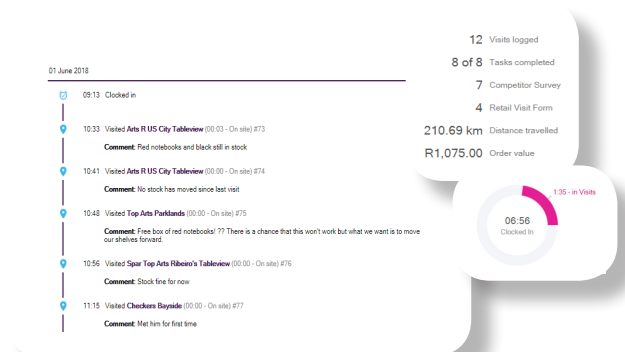 01 June 2018
09:13 Clocked in
10:33 Visited Arts R US City Tableview (00:03 - On site) #73
Comment: Red notebooks and black still in stock
10:41 Visited Arts R US City Tableview (00:00 - On site) #74
Comment: No stock has moved since last visit
10:48 Visited Top Arts Parklands (00:00 - On site) #75
Comment: Free box of red notebooks! ?? There is a chance that this won't work but what we want is to move
our shelves forward.
10:56 Visited Spar Top Arts Ribeiro's Tableview (00:00 - On site) #76
Comment: Stock fine for now
11:15 Visited Checkers Bayside (00:00 - On site) #77
Comment: Met him for first time
12 Visits logged
8 of 8 Tasks completed
7 Competitor Survey
4 Retail Visit Form
210.69 km Distance travelled
R1,075.00 Order value
1:35 - in Visits
06:56
Clocked In